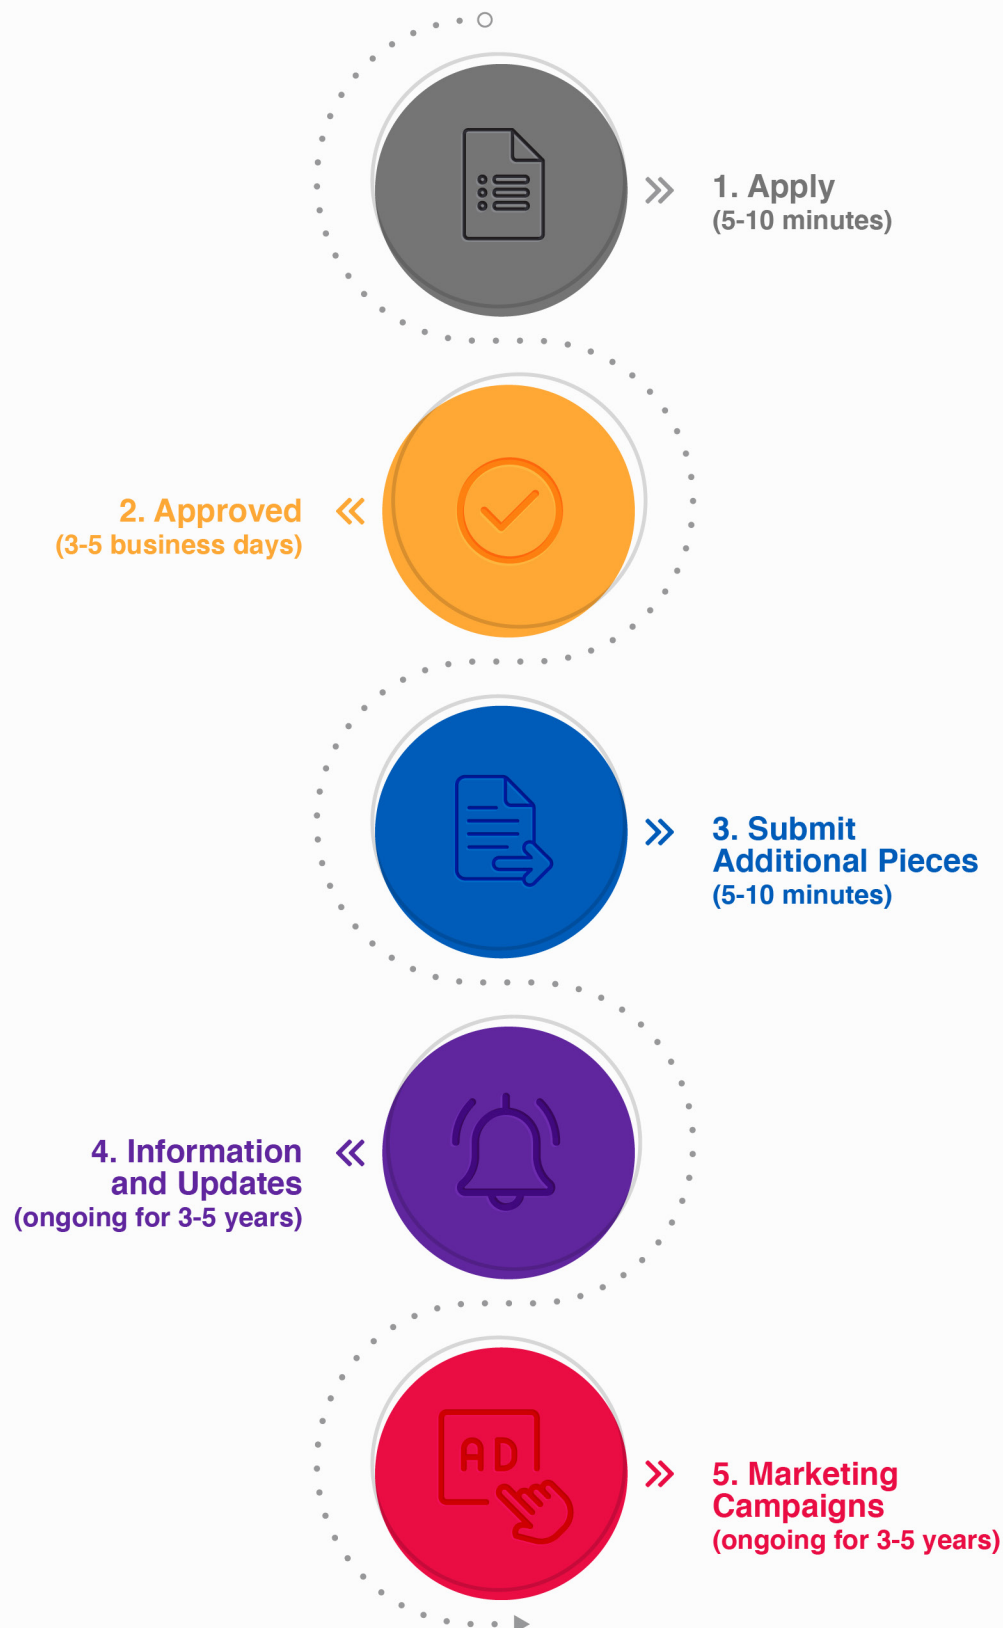 1. Apply
(5-10 minutes)
2. Approved
(3-5 business days)
3. Submit
Additional Pieces
(5-10 minutes)
4. Information
and Updates
(ongoing for 3-5 years)
AD
5. Marketing
Campaigns
(ongoing for 3-5 years)